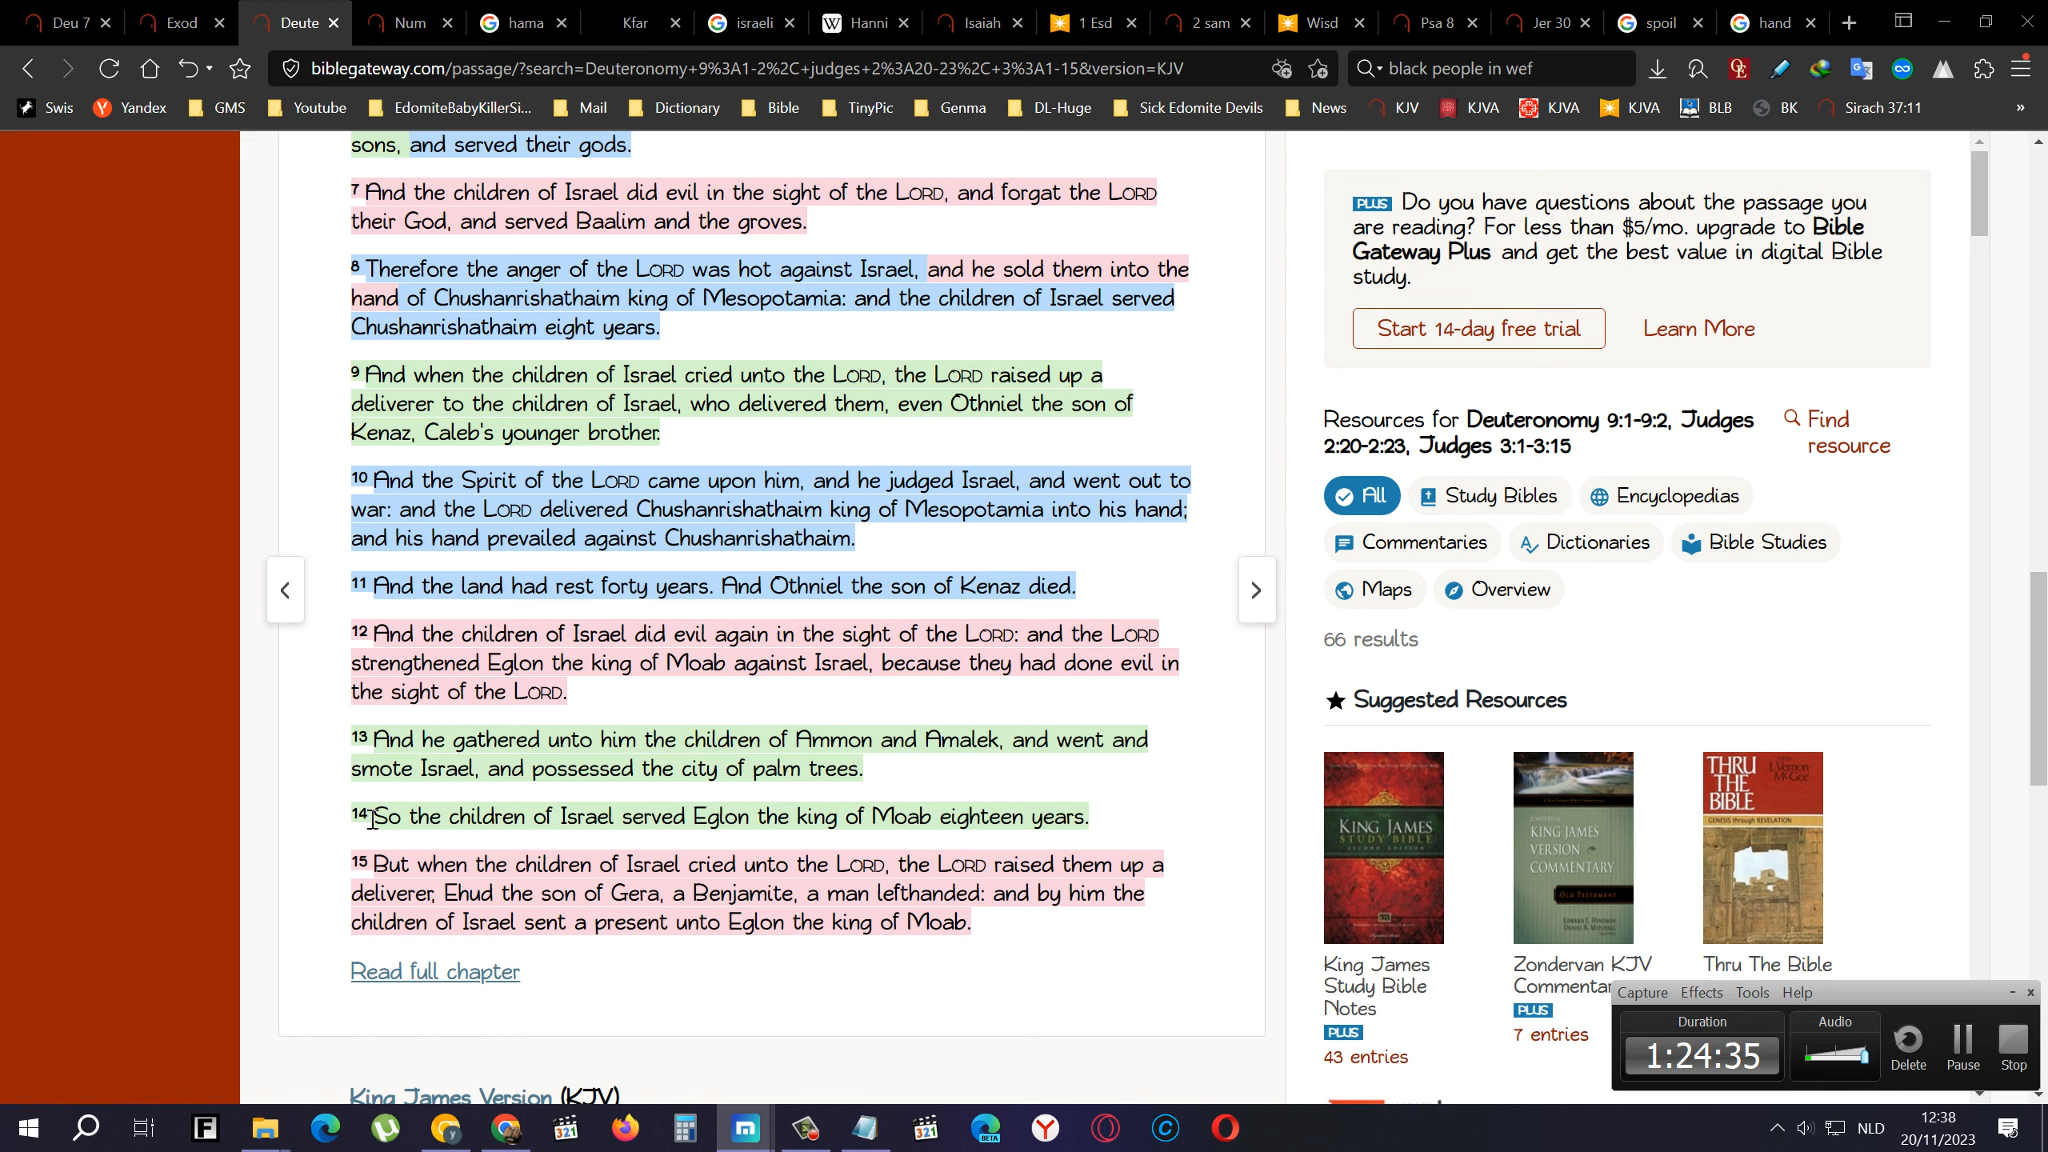 Deu 7
Exod
Deute
Num
hama
Kfar
israeli
Hanni
Isaiah
1 Esd
2 sam
Wisd
Psa 8
Jer 30
spoil
hand
biblegateway.com/passage/?search=Deuteronomy+9%3A1-2%2C+judges+2%3A20-23%2C+3%3A1-15&version=KJV
black people in wef
Swis
Yandex
GMS
Youtube
EdomiteBabyKillerSi...
Mail
Dictionary
Bible
TinyPic
Genma
DL-Huge
Sick Edomite Devils
News
KJV
KJVA
KJVA
KJVA
BLB
BK
Sirach 37:11
sons, and served their gods.
7 And the children of Israel did evil in the sight of the LORD, and forgat the LORD
their God, and served Baalim and the groves.
8 Therefore the anger of the LORD was hot against Israel, and he sold them into the
hand of Chushanrishathaim king of Mesopotamia: and the children of Israel served
Chushanrishathaim eight years.
9 And when the children of Israel cried unto the LORD, the LORD raised up a
deliverer to the children of Israel, who delivered them, even Othniel the son of
Kenaz, Caleb's younger brother.
10 And the Spirit of the LORD came upon him, and he judged Israel, and went out to
war: and the LORD delivered Chushanrishathaim king of Mesopotamia into his hand;
and his hand prevailed against Chushanrishathaim.
11 And the land had rest forty years. And Othniel the son of Kenaz died.
12 And the children of Israel did evil again in the sight of the LORD: and the LORD
strengthened Eglon the king of Moab against Israel, because they had done evil in
the sight of the LORD.
13 And he gathered unto him the children of Ammon and Amalek, and went and
smote Israel, and possessed the city of palm trees.
14 So the children of Israel served Eglon the king of Moab eighteen years.
15 But when the children of Israel cried unto the LORD, the LORD raised them up a
deliverer, Ehud the son of Gera, a Benjamite, a man lefthanded: and by him the
children of Israel sent a present unto Eglon the king of Moab.
Read full chapter
King James Version (KJV)
PLUS Do you have questions about the passage you
are reading? For less than $5/mo. upgrade to Bible
Gateway Plus and get the best value in digital Bible
study.
Start 14-day free trial
Learn More
Resources for Deuteronomy 9:1-9:2, Judges
2:20-2:23, Judges 3:1-3:15
Find
resource
All
Study Bibles
Encyclopedias
Commentaries
Dictionaries
Bible Studies
Maps
Overview
66 results
Suggested Resources
KING JAMES
STUDY BIBLE
SECOND EDITION
KING JAMES
VERSION
COMMENTARY
OLD TESTAMENT
THRU
THE
BIBLE
King James
Study Bible
Notes
PLUS
43 entries
Zondervan KJV
Commentar
PLUS
7 entries
Thru The Bible
Capture
Effects
Tools
Help
Duration
1:24:35
Audio
Delete
Pause
Stop
321
321
BETA
NLD
12:38
20/11/2023